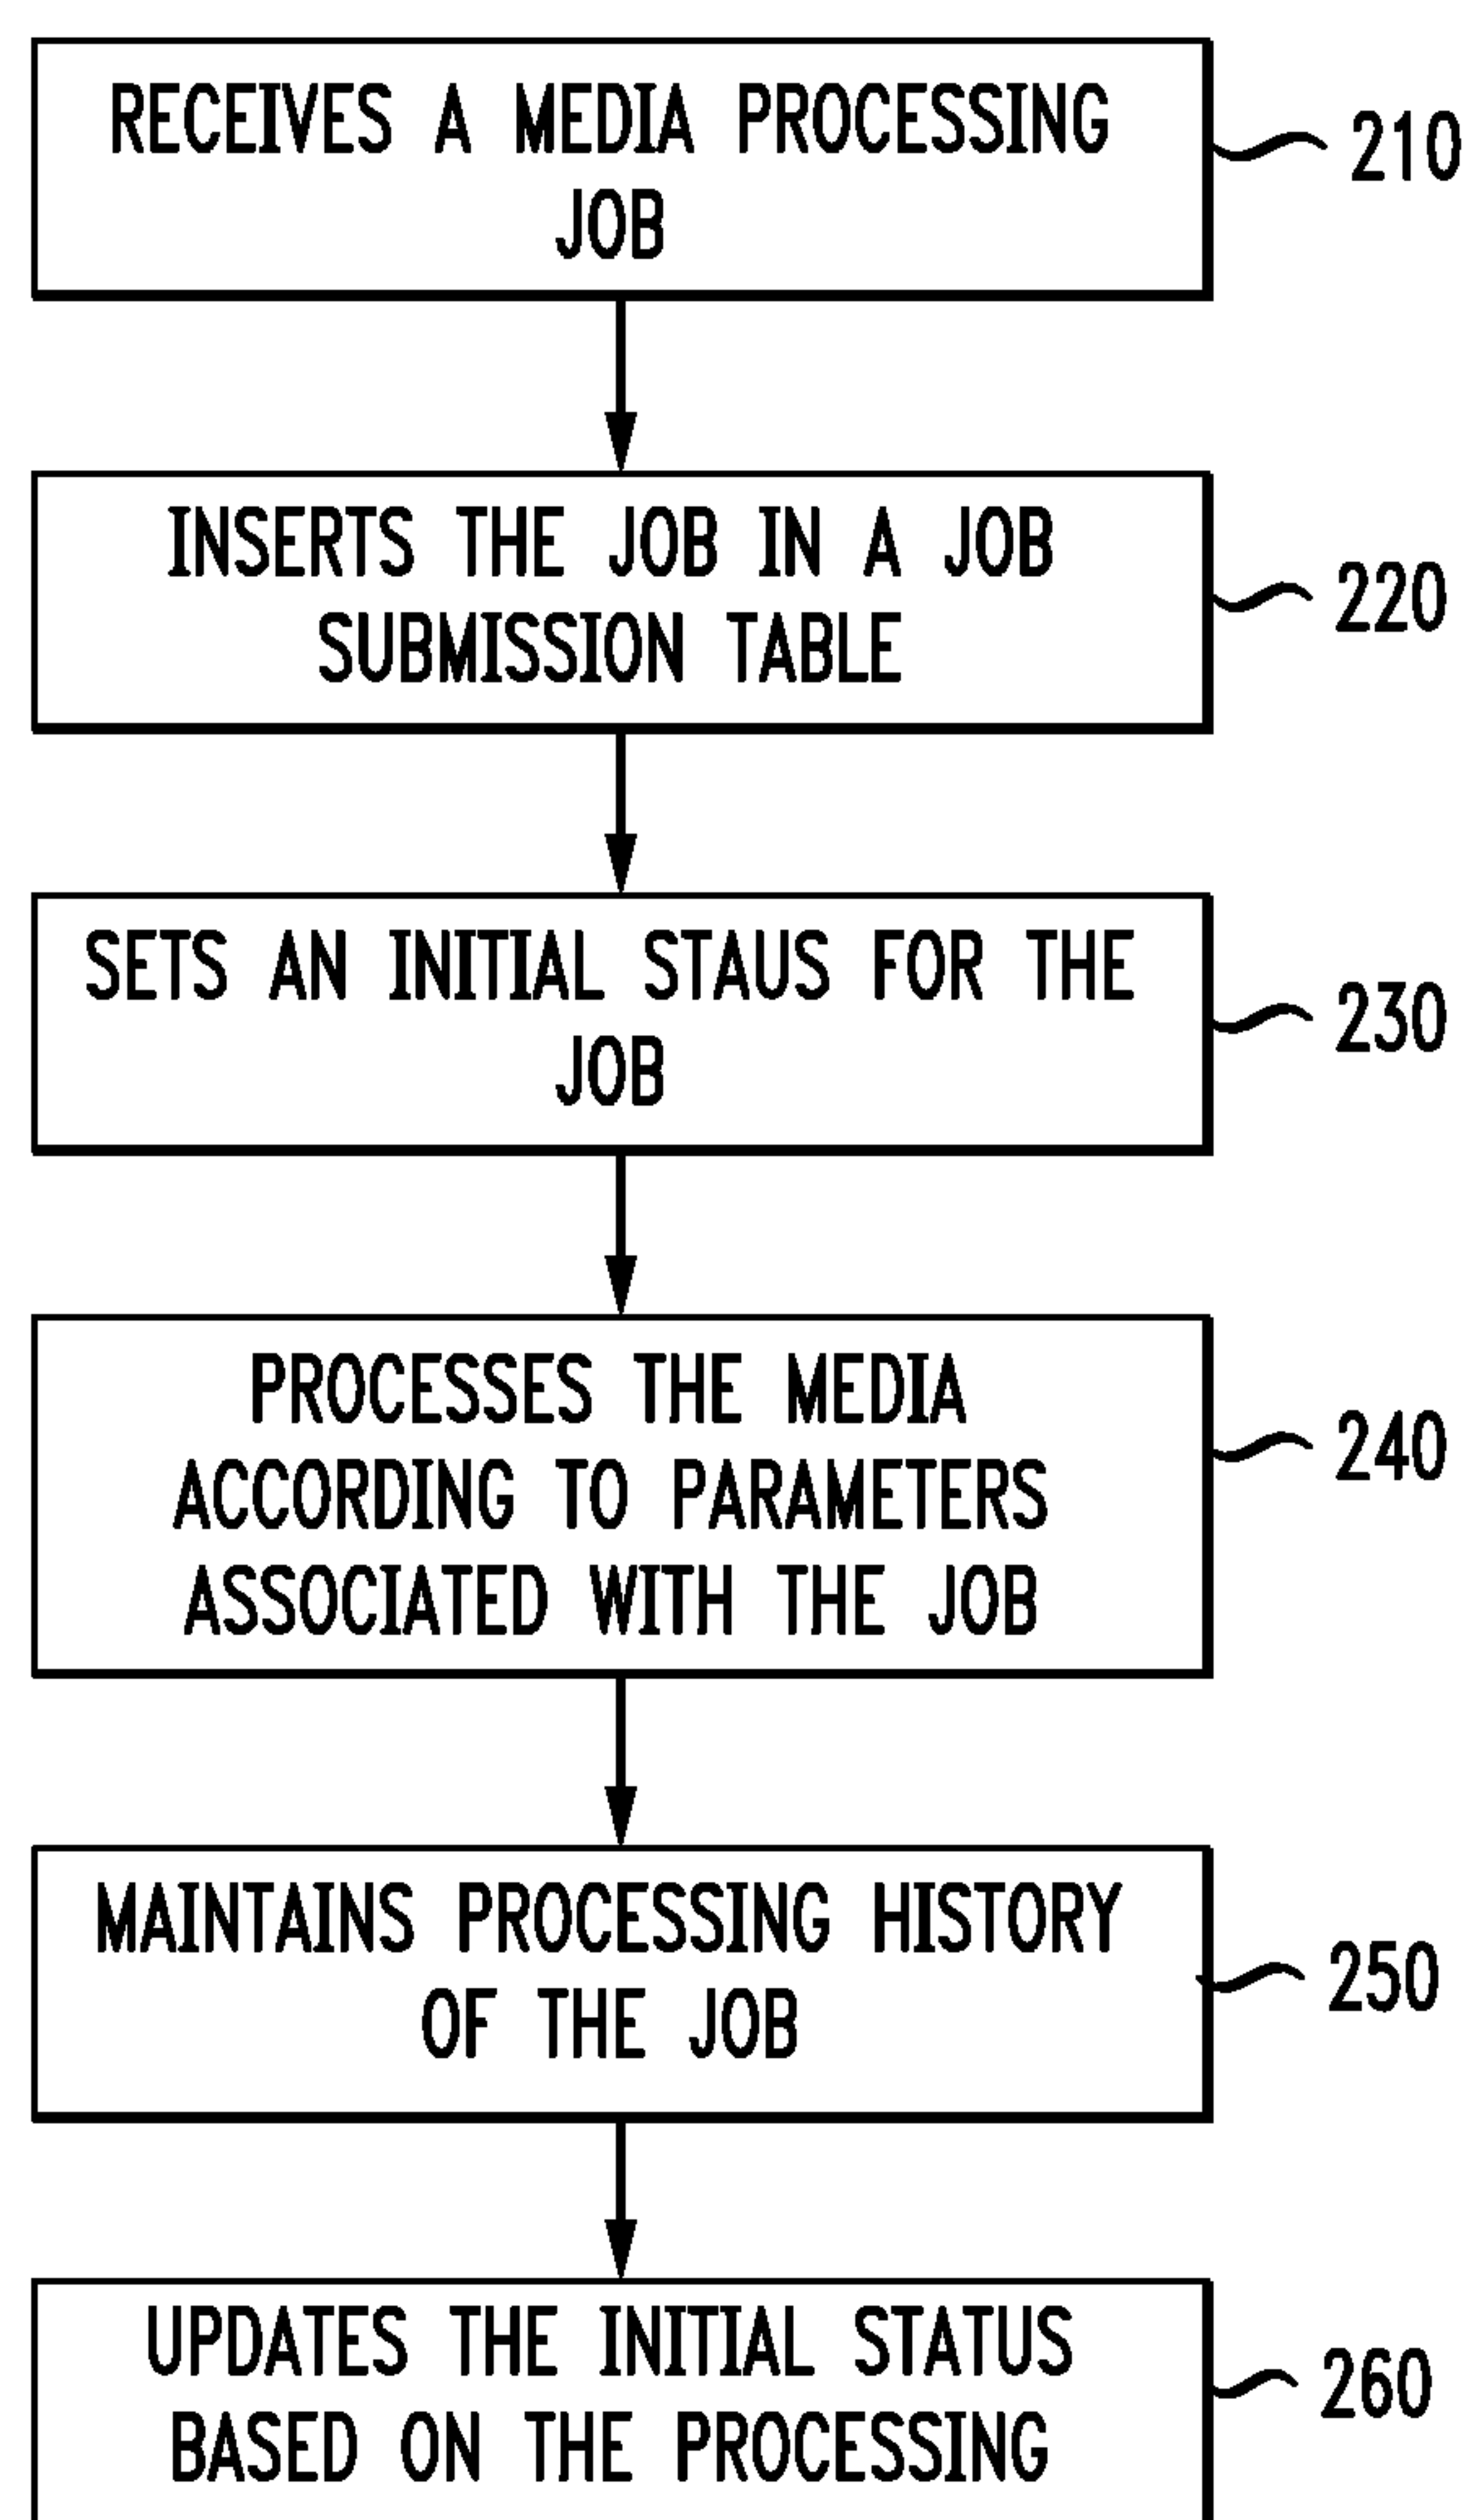 RECEIVES A MEDIA PROCESSING
JOB
210
INSERTS THE JOB IN A JOB
SUBMISSION TABLE
220
SETS AN INITIAL STAUS FOR THE
JOB
230
PROCESSES THE MEDIA
ACCORDING TO PARAMETERS
ASSOCIATED WITH THE JOB
240
MAINTAINS PROCESSING HISTORY
OF THE JOB
250
UPDATES THE INITIAL STATUS
BASED ON THE PROCESSING
260